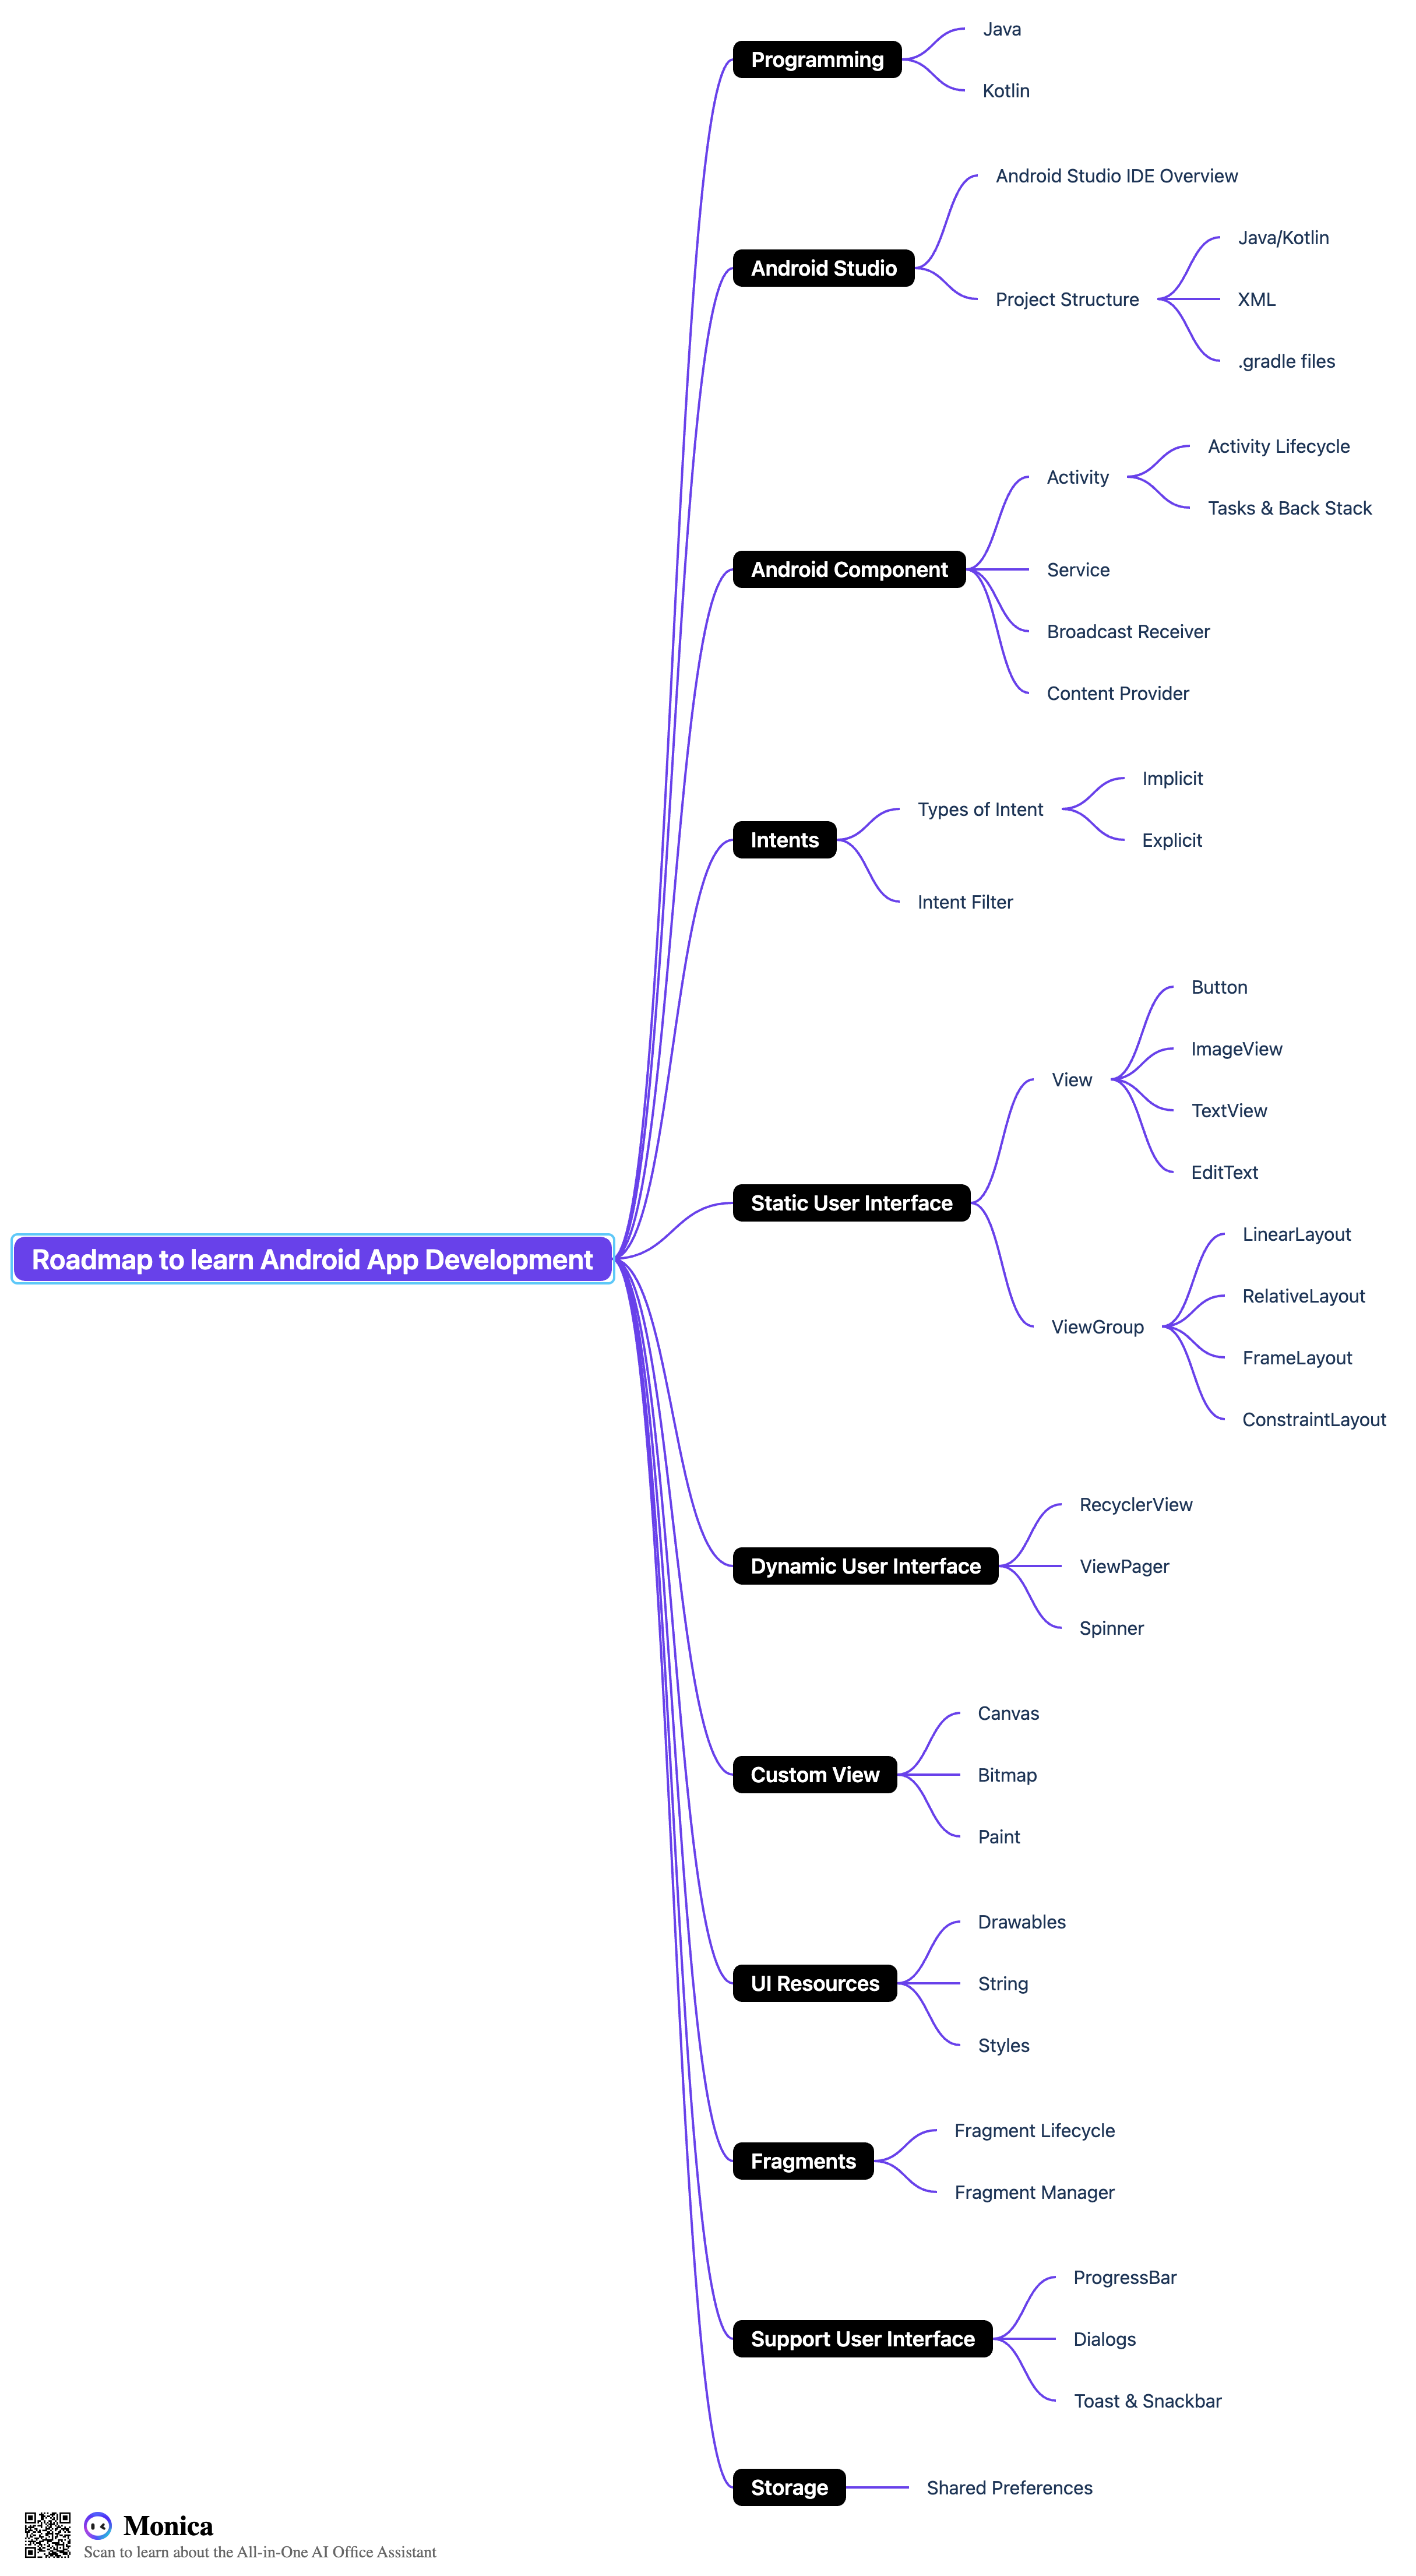 Roadmap to learn Android App Development
Programming
Java
Kotlin
Android Studio
Android Studio IDE Overview
Project Structure
Java/Kotlin
XML
.gradle files
Android Component
Activity
Activity Lifecycle
Tasks & Back Stack
Service
Broadcast Receiver
Content Provider
Intents
Types of Intent
Implicit
Explicit
Intent Filter
Static User Interface
View
Button
ImageView
TextView
EditText
ViewGroup
LinearLayout
RelativeLayout
FrameLayout
ConstraintLayout
Dynamic User Interface
RecyclerView
ViewPager
Spinner
Custom View
Canvas
Bitmap
Paint
UI Resources
Drawables
String
Styles
Fragments
Fragment Lifecycle
Fragment Manager
Support User Interface
ProgressBar
Dialogs
Toast & Snackbar
Storage
Shared Preferences
Monica
Scan to learn about the All-in-One AI Office Assistant